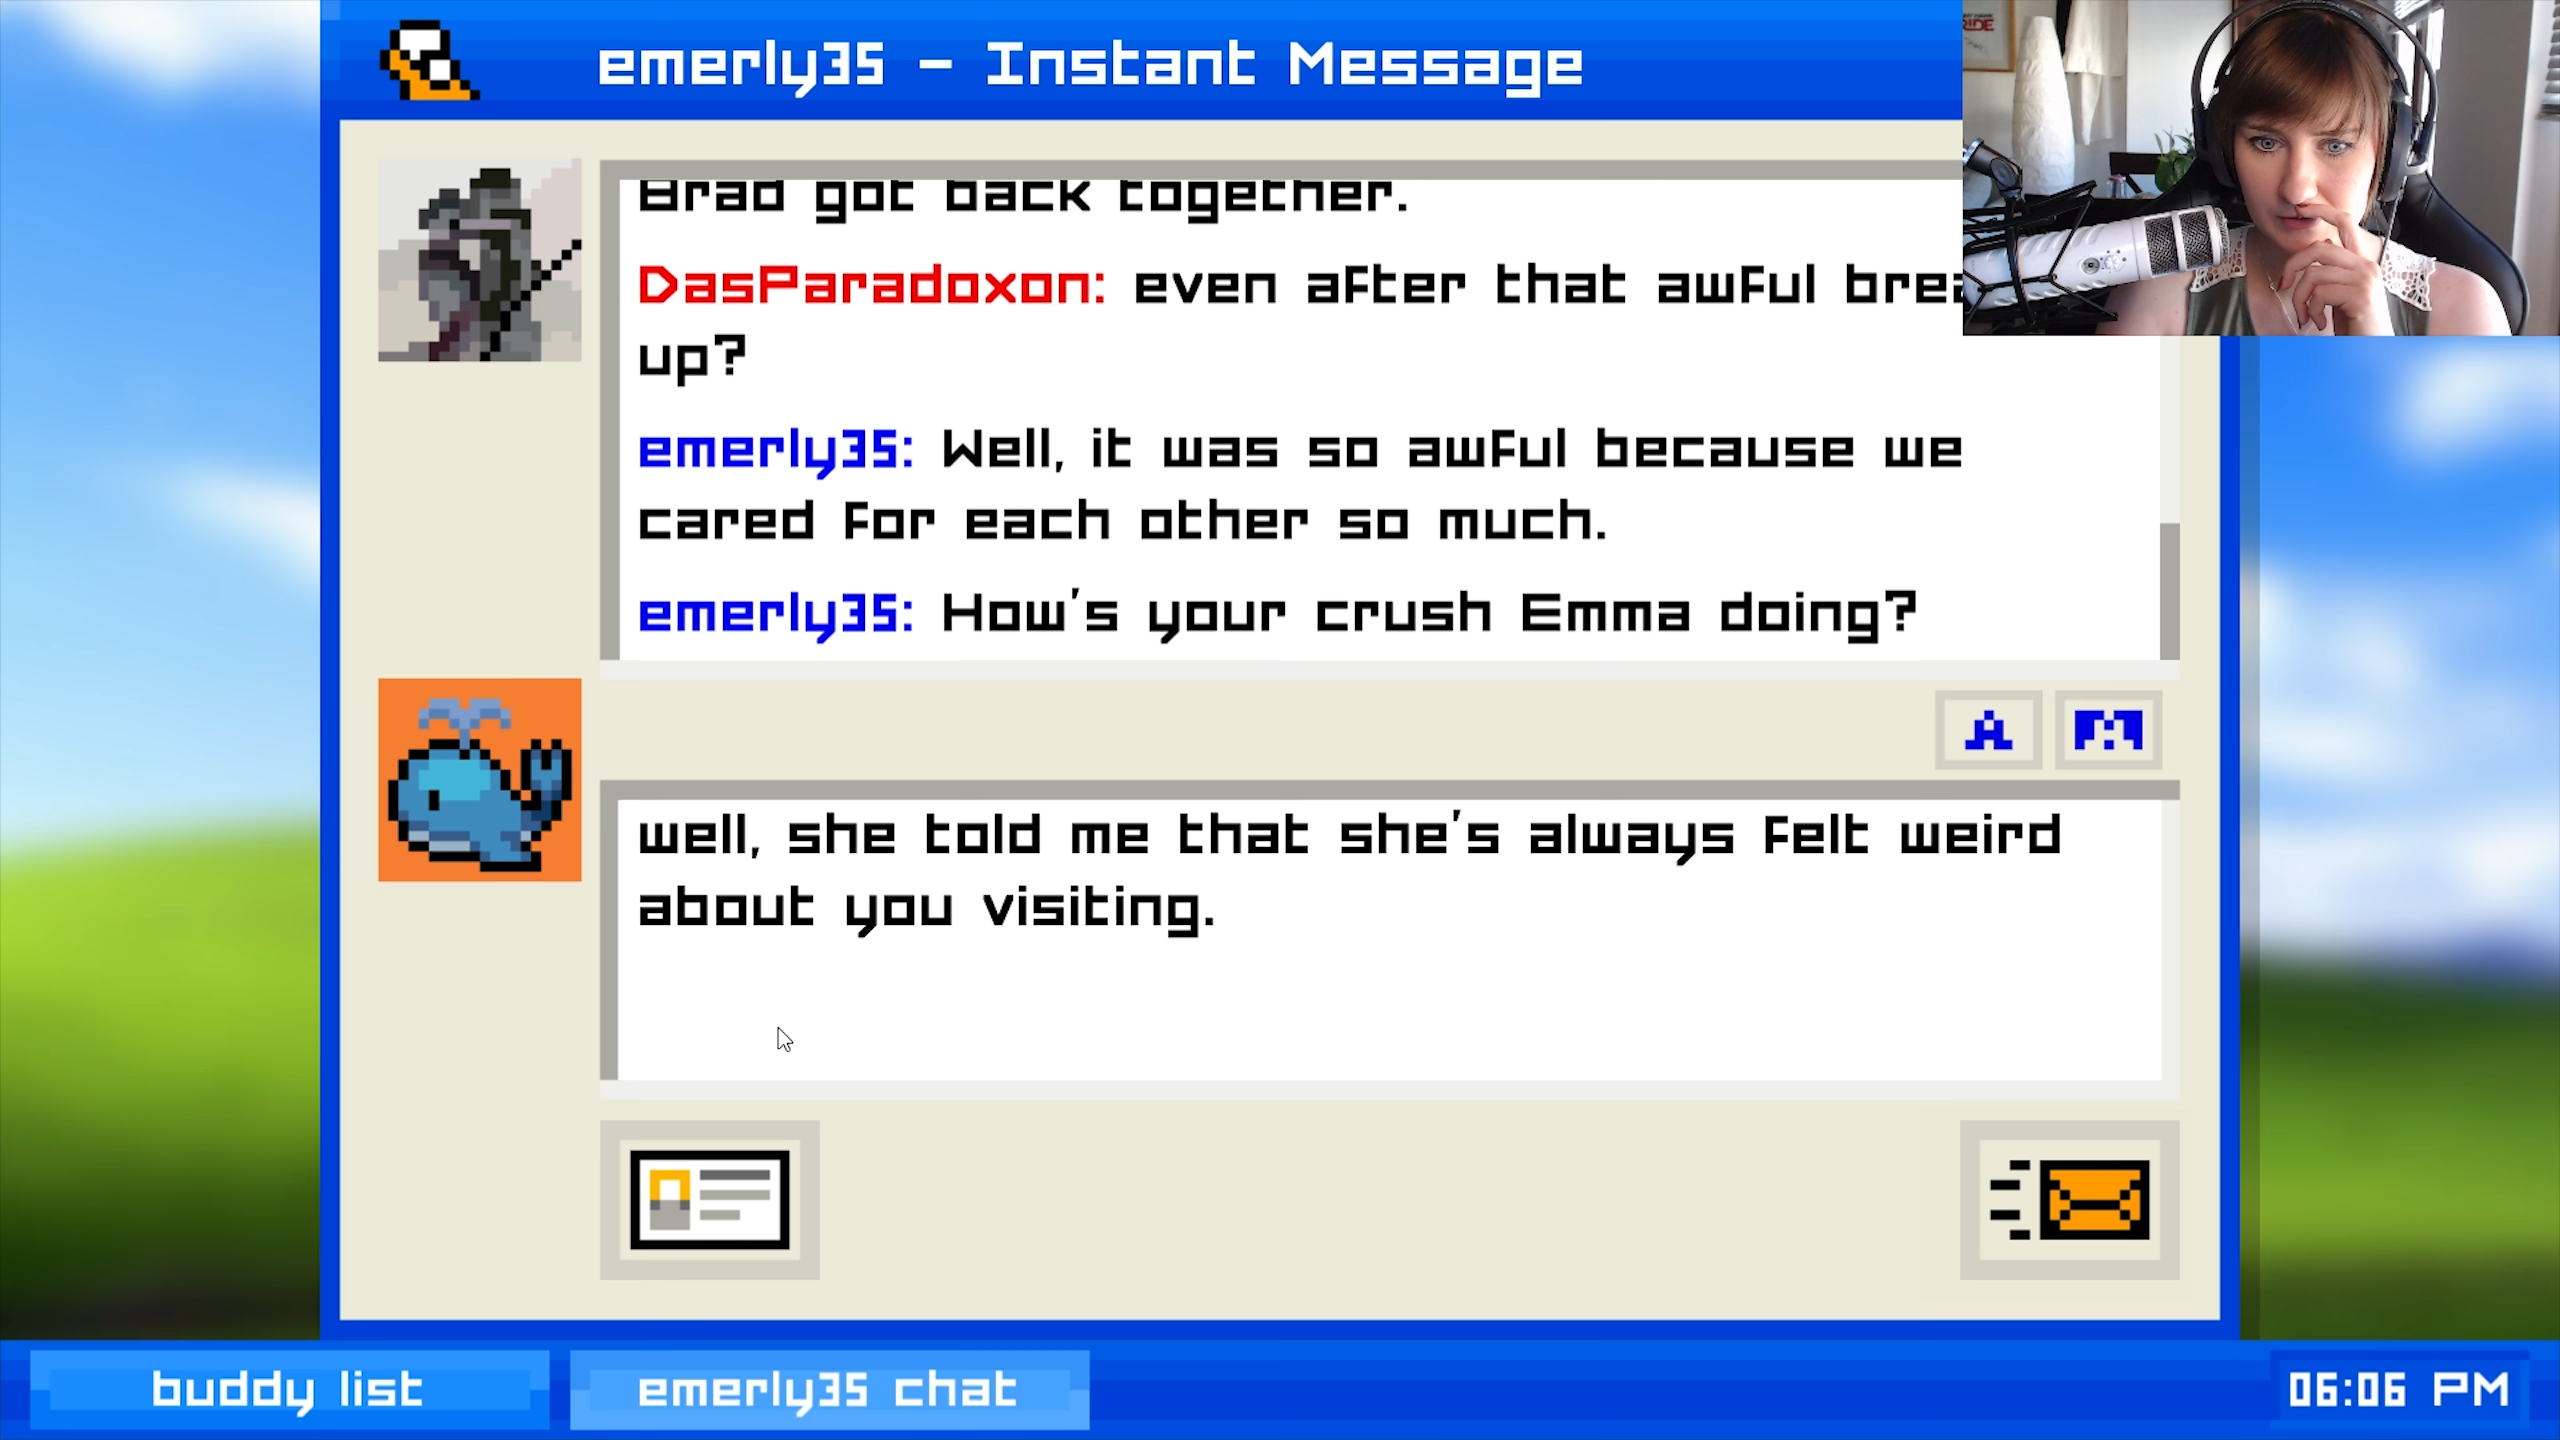 emerly35 - Instant Message
RIDE
Brad got back together.
DasParadoxon: even after that awful
up?
emerly35: Well, it was so awful because we
cared for each other so much.
emerly35: How's your crush Emma doing?
A
well, she told me that she's always felt weird
about you visiting.
buddy list
emerly35 chat
06:06 PM